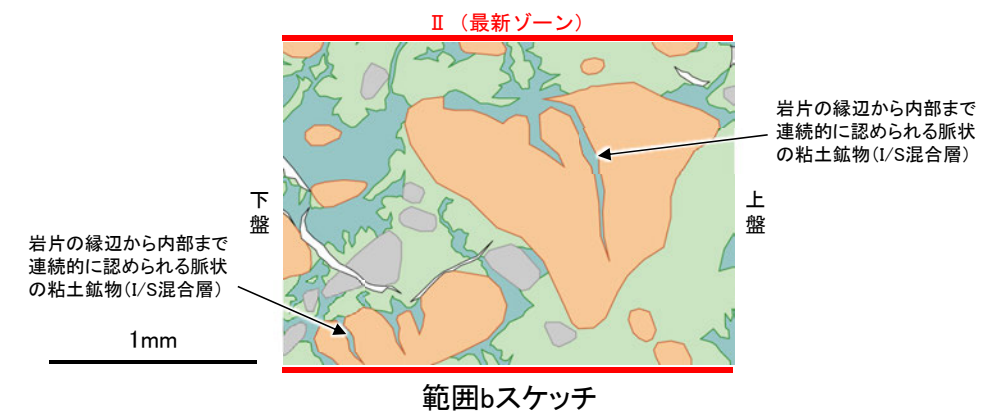 Ⅱ（最新ゾーン）
岩片の縁辺から内部まで
連続的に認められる脈状
の粘土鉱物(I/S混合層)
下
盤
上
盤
岩片の縁辺から内部まで
連続的に認められる脈状
の粘土鉱物(I/S混合層)
1mm
範囲bスケッチ